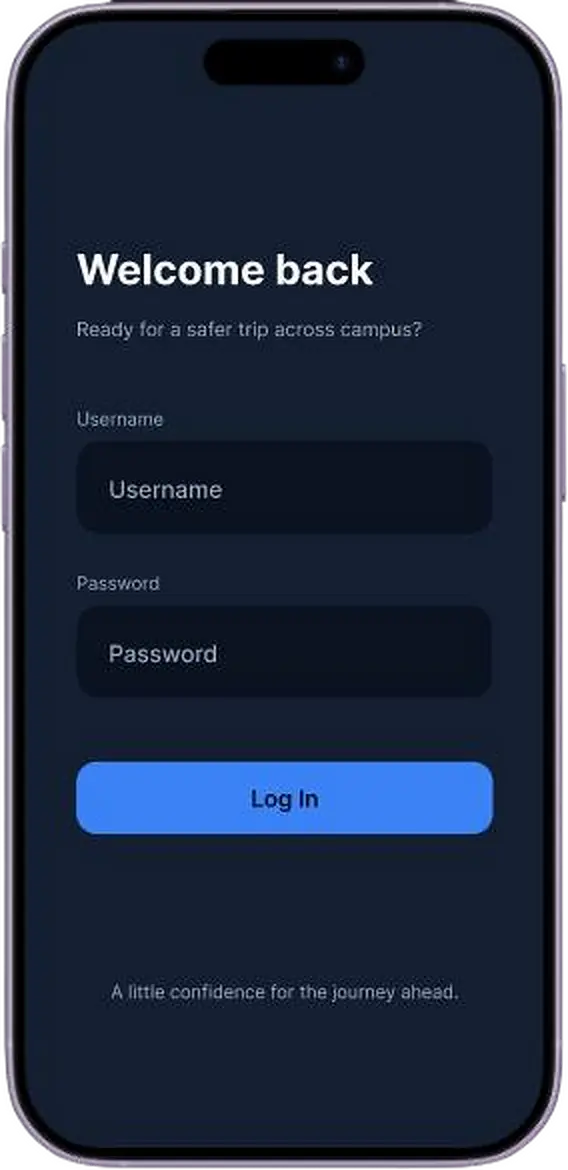 Welcome back
Ready for a safer trip across campus?
Username
Username
Password
Password
Log In
A little confidence for the journey ahead.